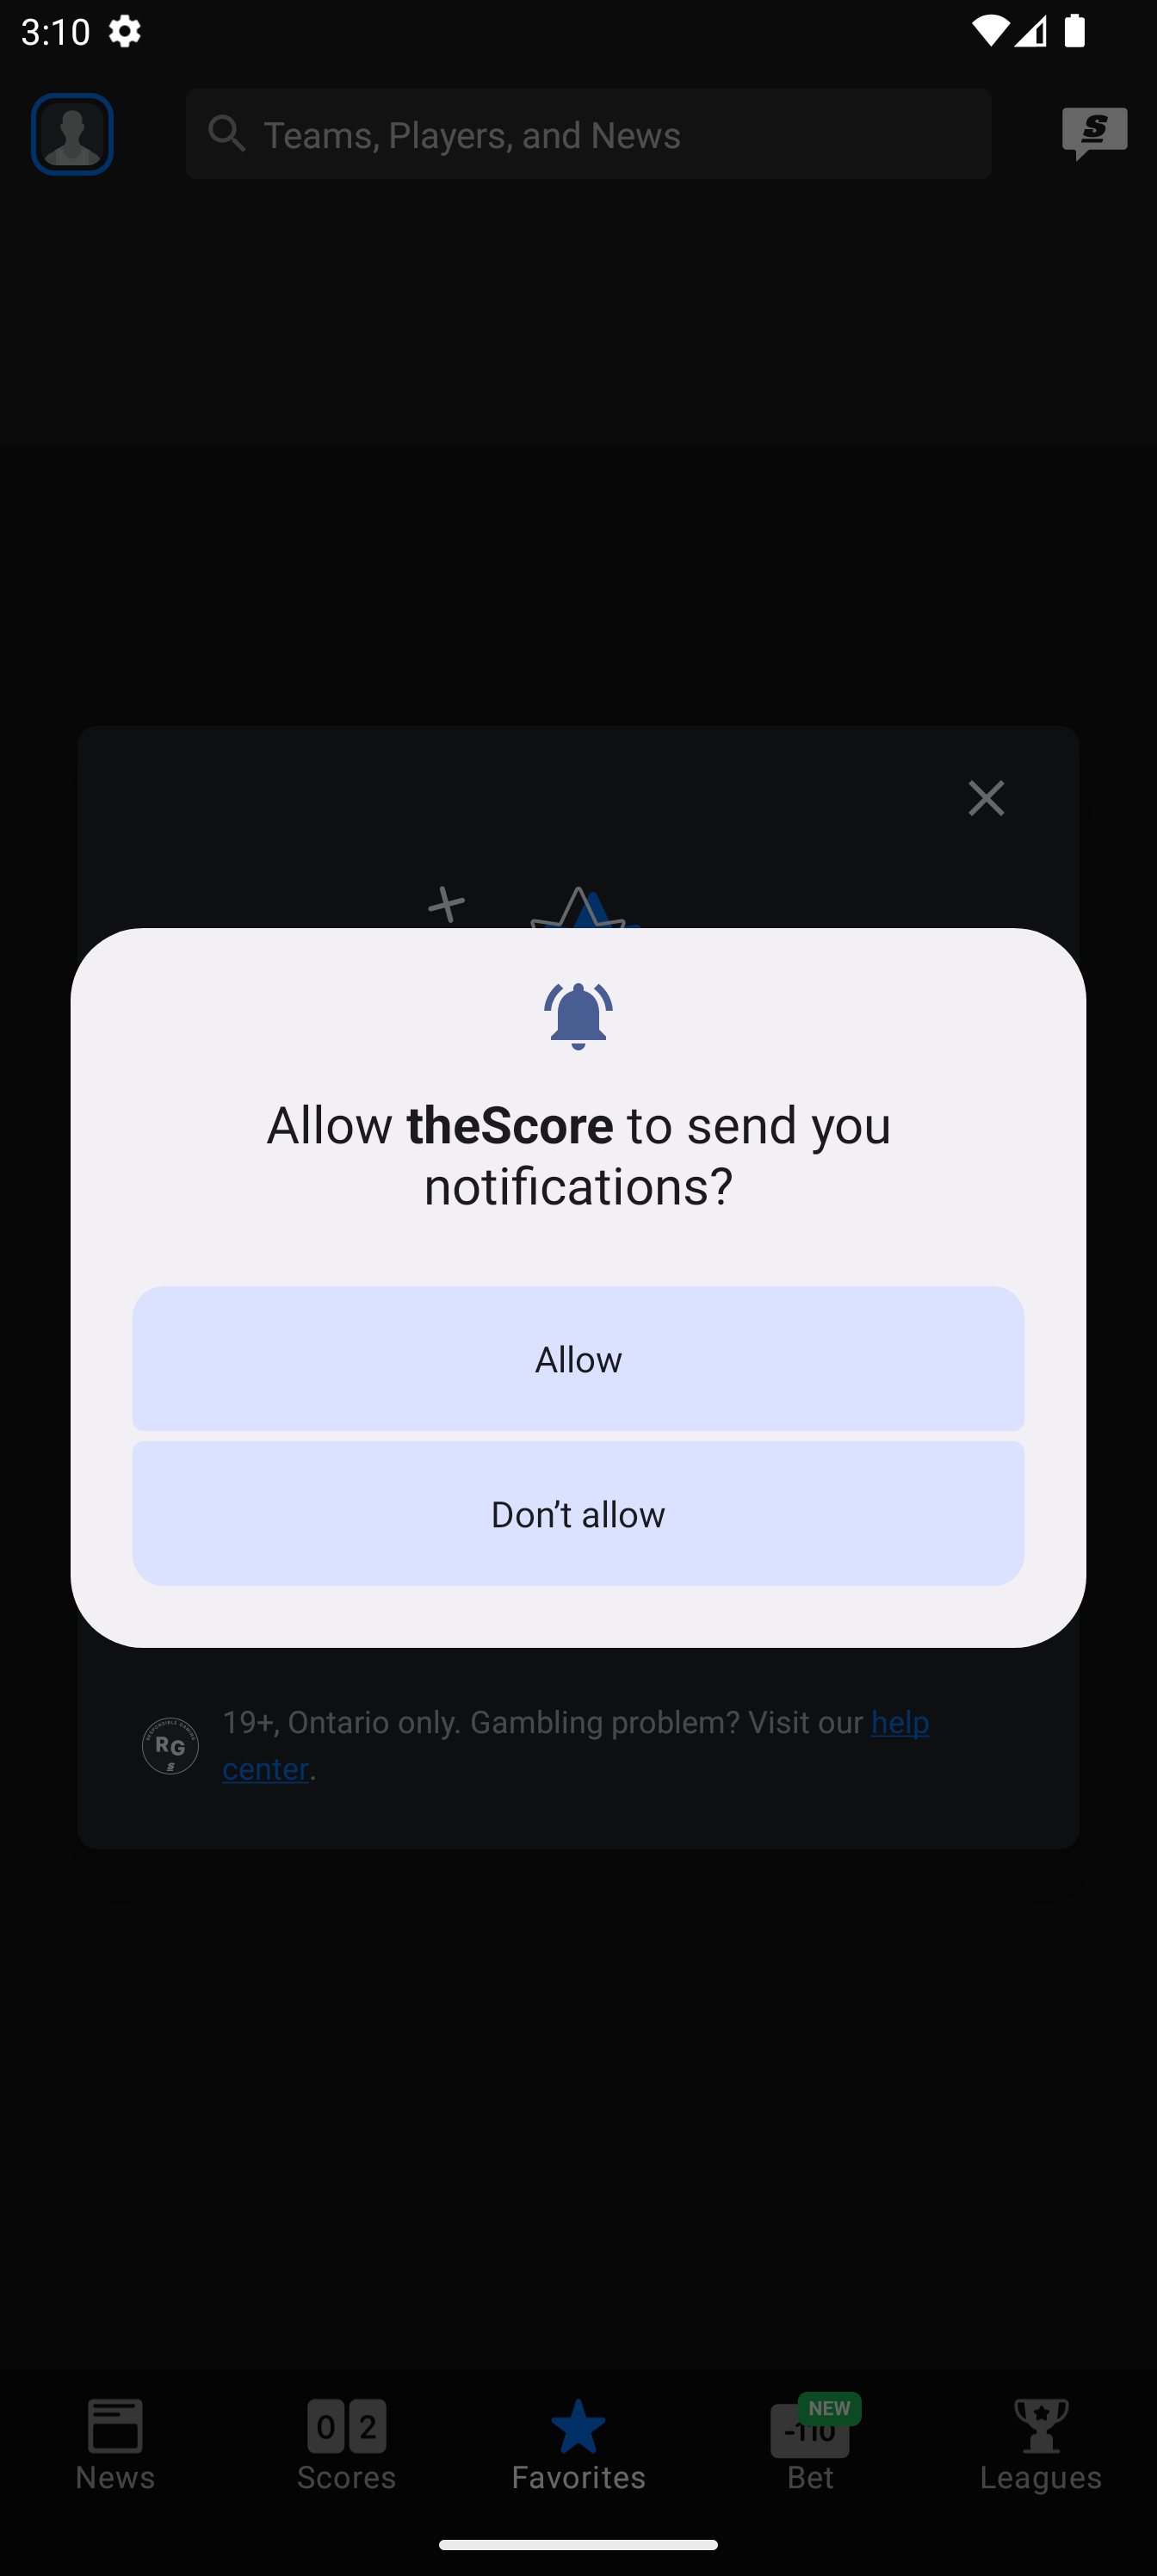 3:10
Teams, Players, and News
Allow theScore to send you
notifications?
Allow
Don’t allow
RG
19+, Ontario only. Gambling problem? Visit our help
center.
0 2
NEW
-110
News
Scores
Favorites
Bet
Leagues